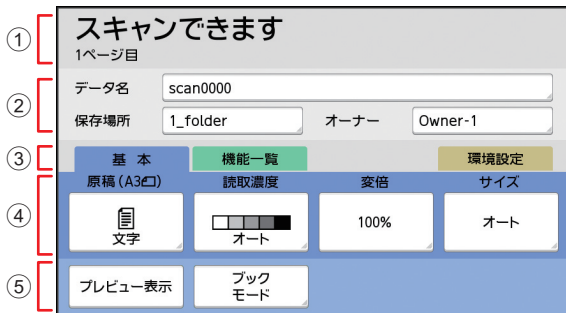 ① スキャンできます
1ページ目
② データ名 scan0000
保存場所 1_folder オーナー Owner-1
③ 基 本 機能一覧 環境設定
④ 原稿(A3) 読取濃度 変倍 サイズ
文字 オート 100% オート
⑤ プレビュー表示 ブック
モード